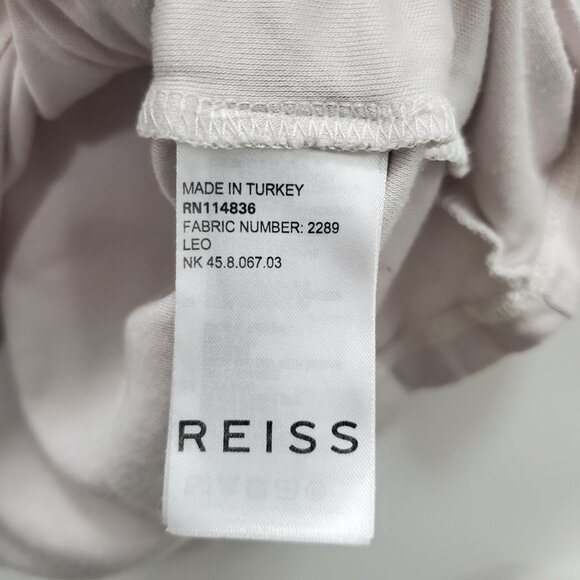 MADE IN TURKEY
RN114836
FABRIC NUMBER: 2289
LEO
NK 45.8.067.03
REISS